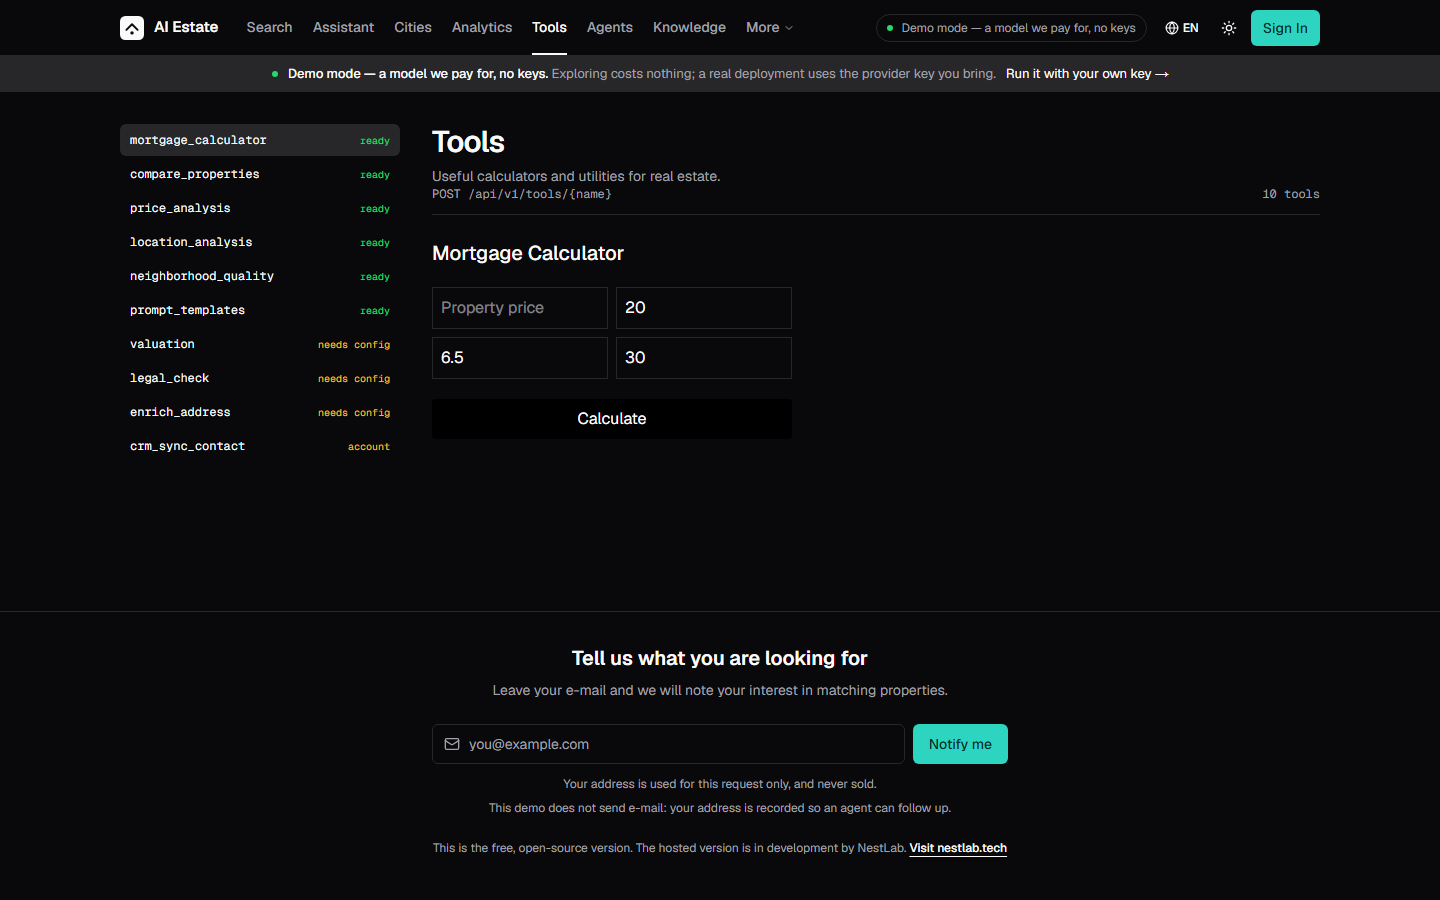 AI Estate
Search
Assistant
Cities
Analytics
Tools
Agents
Knowledge
More
Demo mode — a model we pay for, no keys
EN
Sign In
Demo mode — a model we pay for, no keys. Exploring costs nothing; a real deployment uses the provider key you bring. Run it with your own key →
mortgage_calculator ready
compare_properties ready
price_analysis ready
location_analysis ready
neighborhood_quality ready
prompt_templates ready
valuation needs config
legal_check needs config
enrich_address needs config
crm_sync_contact account
Tools
Useful calculators and utilities for real estate.
POST /api/v1/tools/{name} 10 tools
Mortgage Calculator
Property price 20
6.5 30
Calculate
Tell us what you are looking for
Leave your e-mail and we will note your interest in matching properties.
you@example.com Notify me
Your address is used for this request only, and never sold.
This demo does not send e-mail: your address is recorded so an agent can follow up.
This is the free, open-source version. The hosted version is in development by NestLab. Visit nestlab.tech